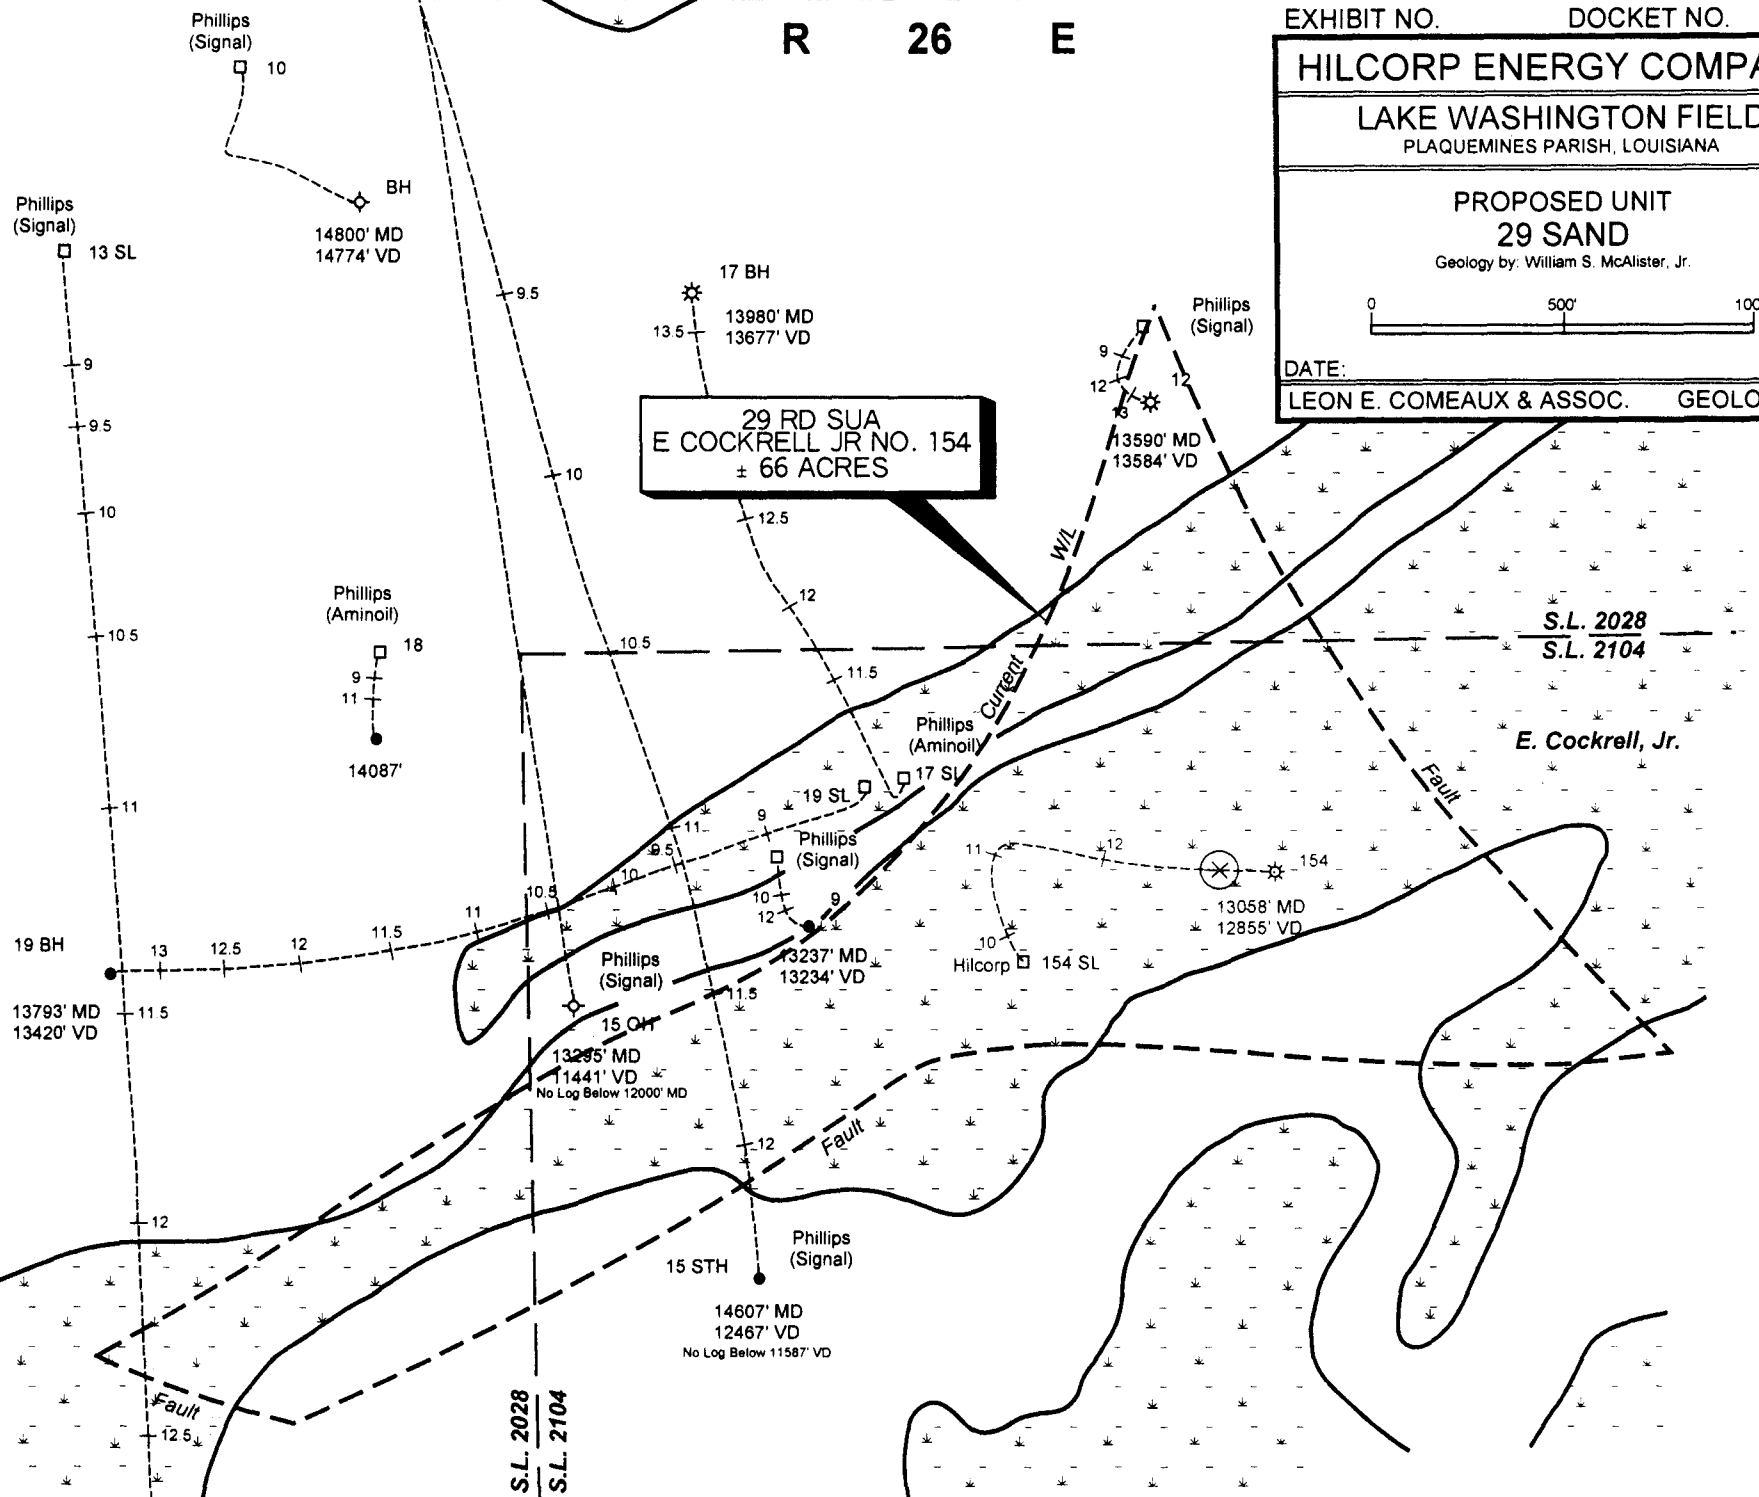 R 26 E
EXHIBIT NO. DOCKET NO.
HILCORP ENERGY
LAKE WASHINGTON FIELD
PLAQUEMINES PARISH, LOUISIANA
PROPOSED UNIT
29 SAND
Geology by: William S. McAlister, Jr.
0 500'
DATE:
LEON E. COMEAUX & ASSOC.
Phillips
(Signal)
10
BH
14800' MD
14774' VD
Phillips
(Signal)
13 SL
9
9.5
10
10.5
11
11.5
12
12.5
9.5
10
10.5
11
9.5
11.5
12
17 BH
13980' MD
13677' VD
13.5
29 RD SUA
E COCKRELL JR NO. 154
± 66 ACRES
12.5
12
11.5
Phillips
(Signal)
9
12
13
12
13590' MD
13584' VD
W/L
Current
Phillips
(Aminoil)
18
9
11
14087'
S.L. 2028
S.L. 2104
E. Cockrell, Jr.
Fault
Phillips
(Aminoil)
17 SL
19 SL
9
10
10.5
11
11.5
12
12.5
13
19 BH
13793' MD
13420' VD
Phillips
(Signal)
10
12
9
13237' MD
13234' VD
11
12
10
154
13058' MD
12855' VD
Hilcorp 154 SL
Phillips
(Signal)
15 OH
13295' MD
11441' VD
No Log Below 12000' MD
Fault
15 STH
Phillips
(Signal)
14607' MD
12467' VD
No Log Below 11587' VD
Fault
S.L. 2028
S.L. 2104